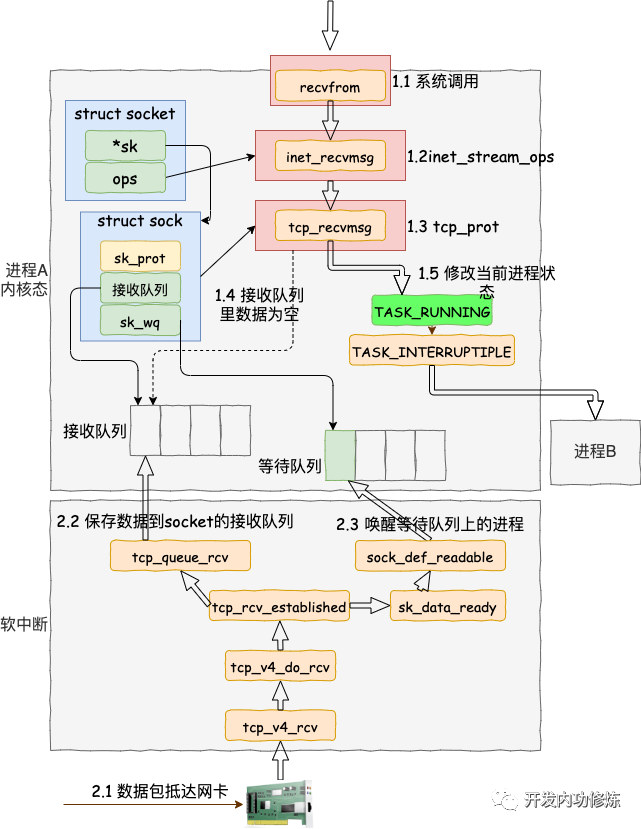 recvfrom
1.1 系统调用
struct socket
*sk
ops
inet_recvmsg
1.2inet_stream_ops
struct sock
sk_prot
接收队列
sk_wq
tcp_recvmsg
1.3 tcp_prot
进程A
内核态
1.4 接收队列
里数据为空
1.5 修改当前进程状
态
TASK_RUNNING
TASK_INTERRUPTIPLE
接收队列
等待队列
进程B
2.2 保存数据到socket的接收队列
2.3 唤醒等待队列上的进程
tcp_queue_rcv
sock_def_readable
软中断
tcp_rcv_established
sk_data_ready
tcp_v4_do_rcv
tcp_v4_rcv
2.1 数据包抵达网卡
开发内功修炼